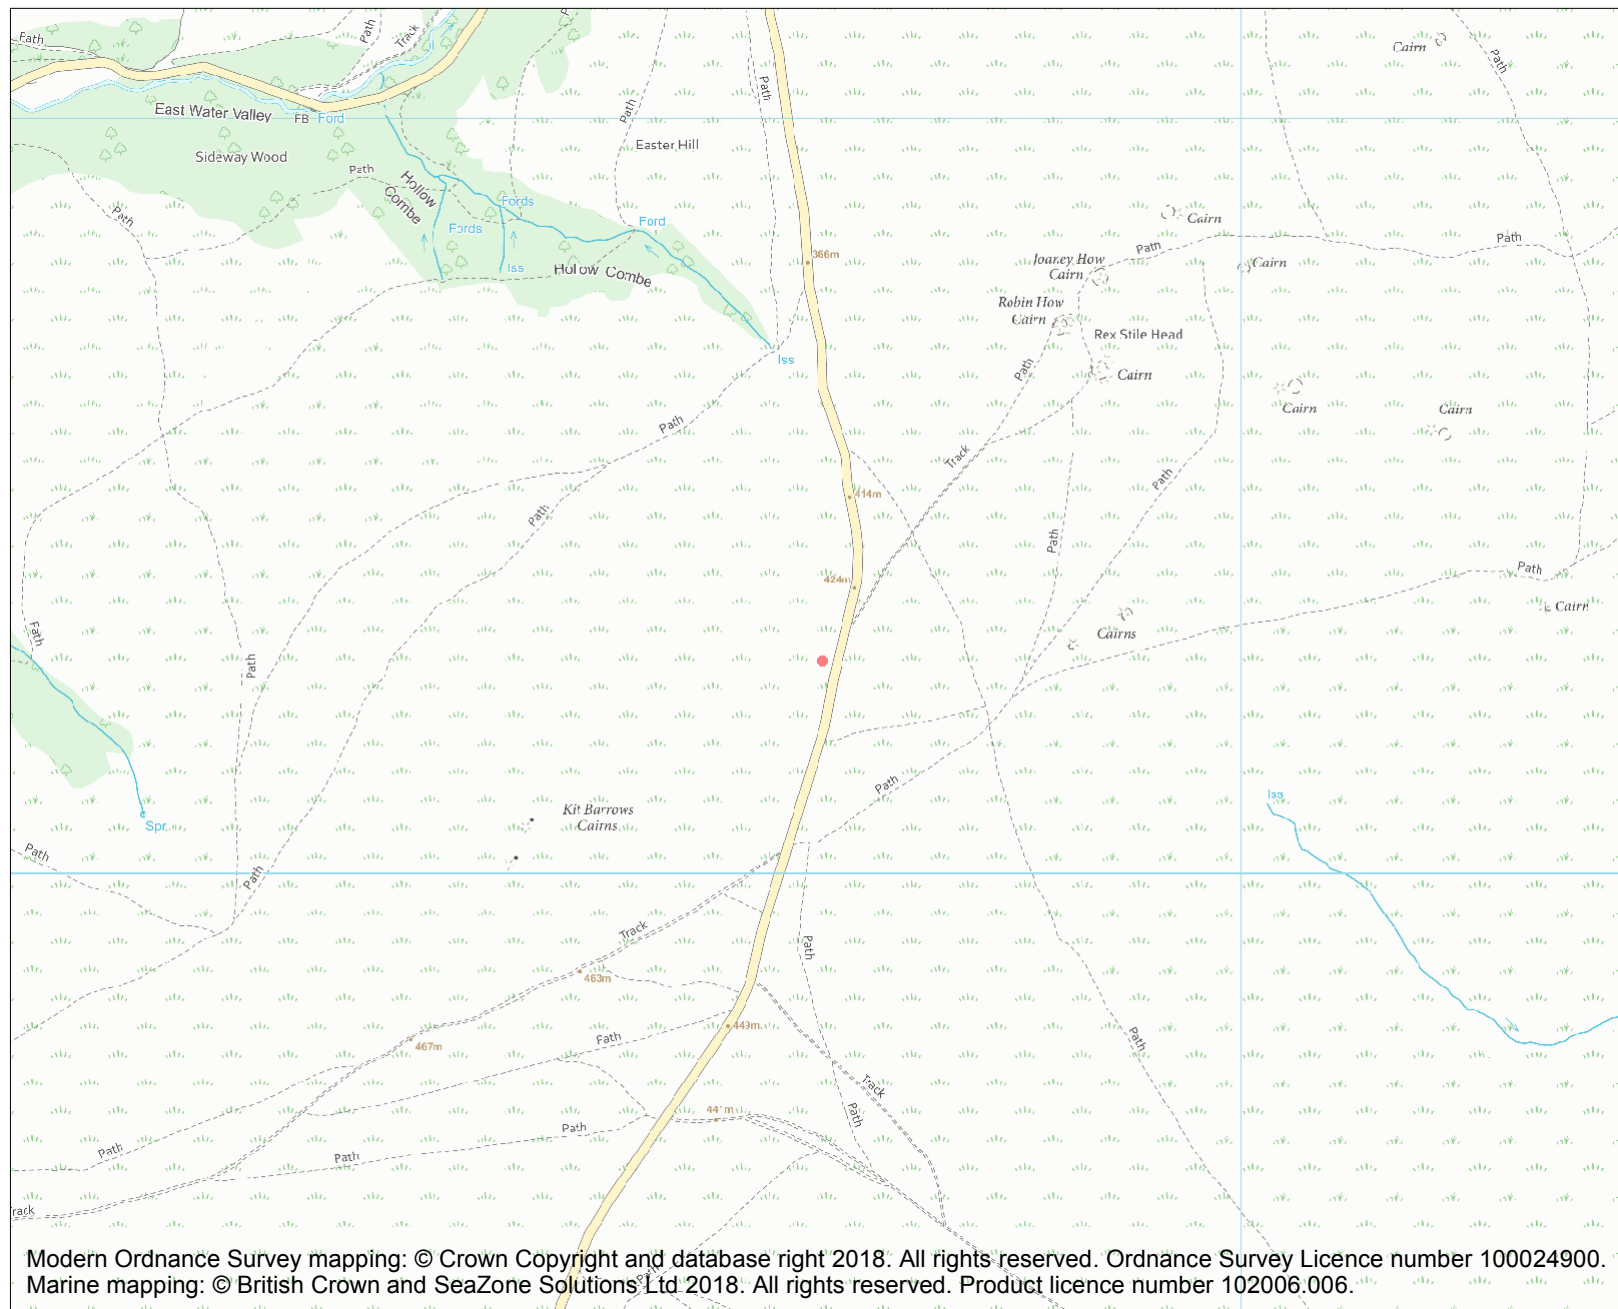 Path
Path
Track
Cairn
Path
Path
Path
East Water Valley
FB
Ford
Sideway Wood
Easter Hill
Path
Hollow
Combe
Fords
Path
Fords
Ford
Cairn
Iss
Hollow Combe
366m
Path
Path
Joaney How
Cairn
Cairn
Robin How
Cairn
Rex Stile Head
Iss
Path
Cairn
Cairn
Cairn
Path
Track
Path
414m
Path
Path
424m
Path
Cairn
Cairns
Path
Path
Path
Iss
Kit Barrows
Cairns
Spr
Path
Path
Track
Path
463m
449m
Path
467m
Path
Track
441m
Path
Path
Path
Path
Track
Path
Modern Ordnance Survey mapping: © Crown Copyright and database right 2018. All rights reserved. Ordnance Survey Licence number 100024900.
Marine mapping: © British Crown and SeaZone Solutions Ltd 2018. All rights reserved. Product licence number 102006.006.